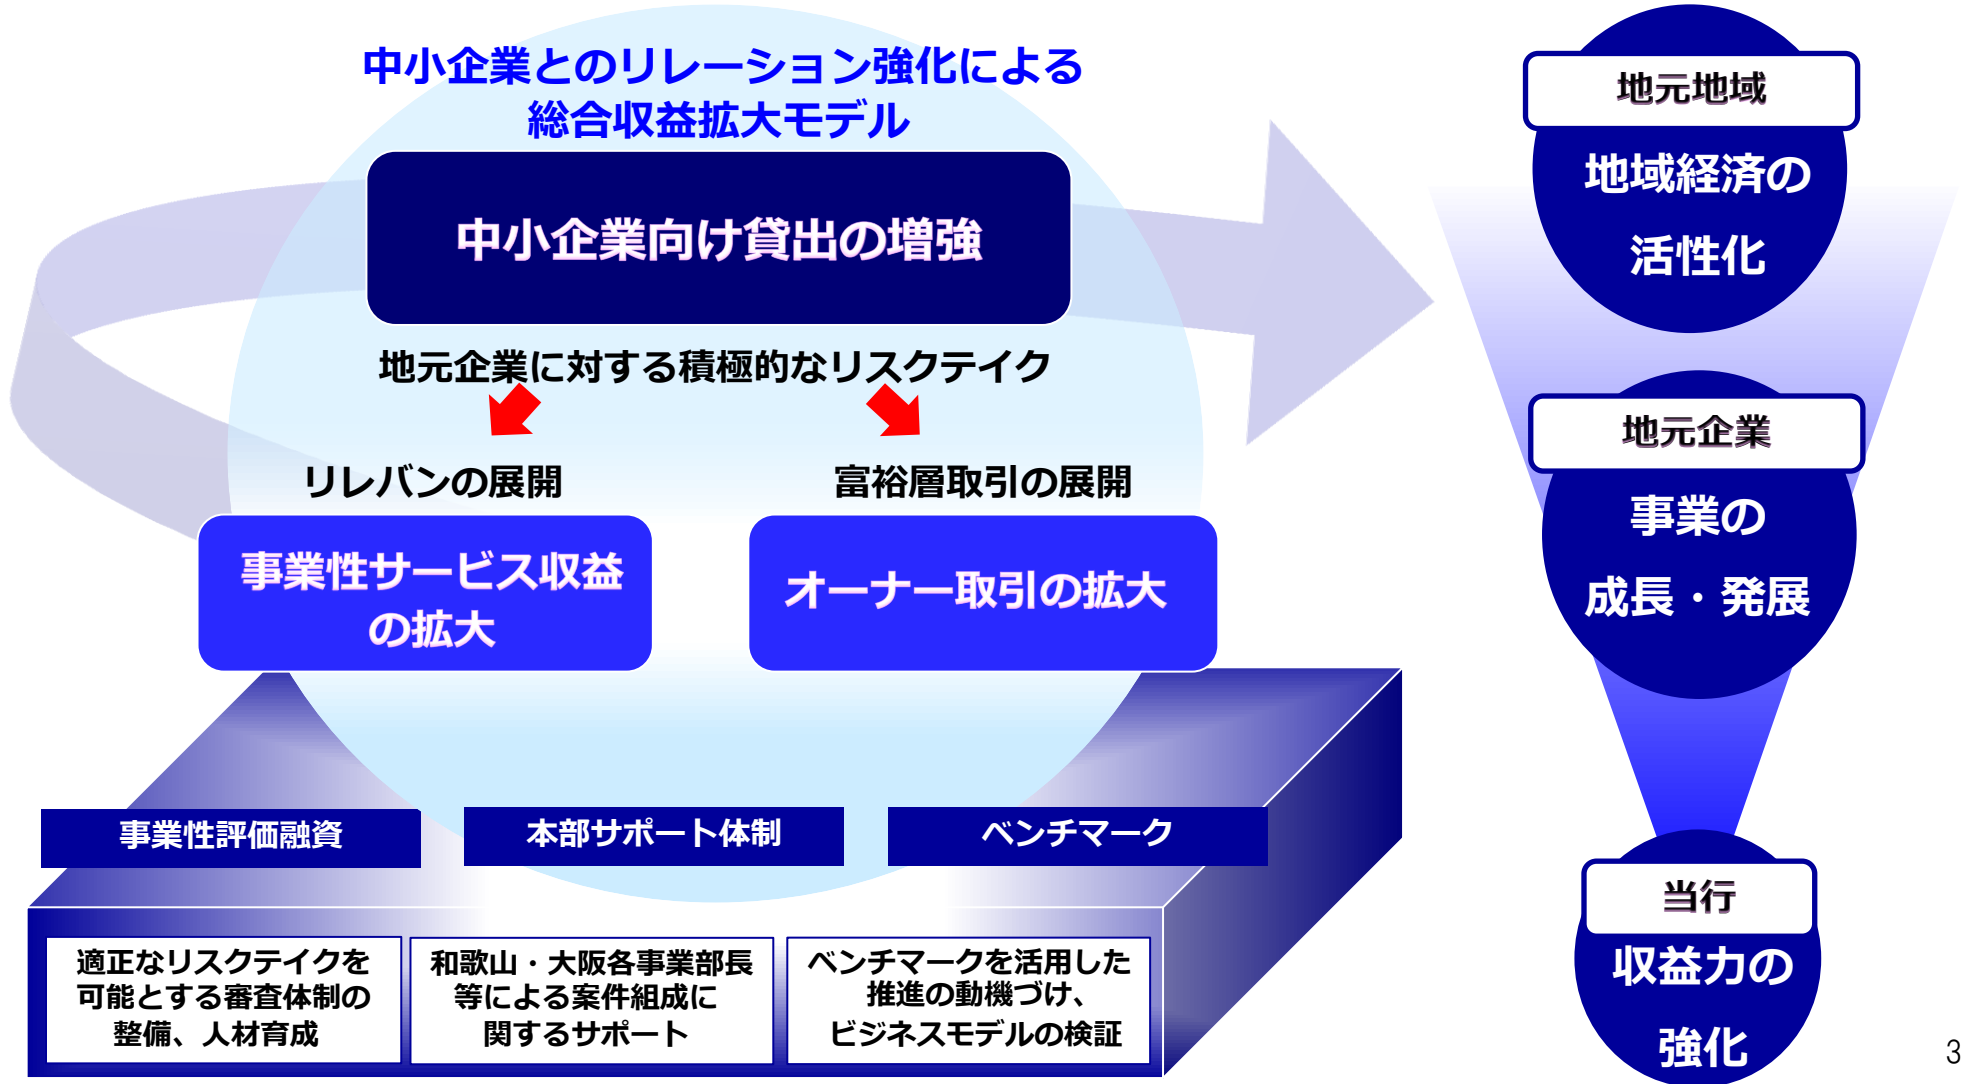 中小企業とのリレーション強化による
総合収益拡大モデル
中小企業向け貸出の増強
地元企業に対する積極的なリスクテイク
リレバンの展開
事業性サービス収益
の拡大
富裕層取引の展開
オーナー取引の拡大
事業性評価融資
適正なリスクテイクを
可能とする審査体制の
整備、人材育成
本部サポート体制
和歌山・大阪各事業部長
等による案件組成に
関するサポート
ベンチマーク
ベンチマークを活用した
推進の動機づけ、
ビジネスモデルの検証
地元地域
地域経済の
活性化
地元企業
事業の
成長・発展
当行
収益力の
強化
3